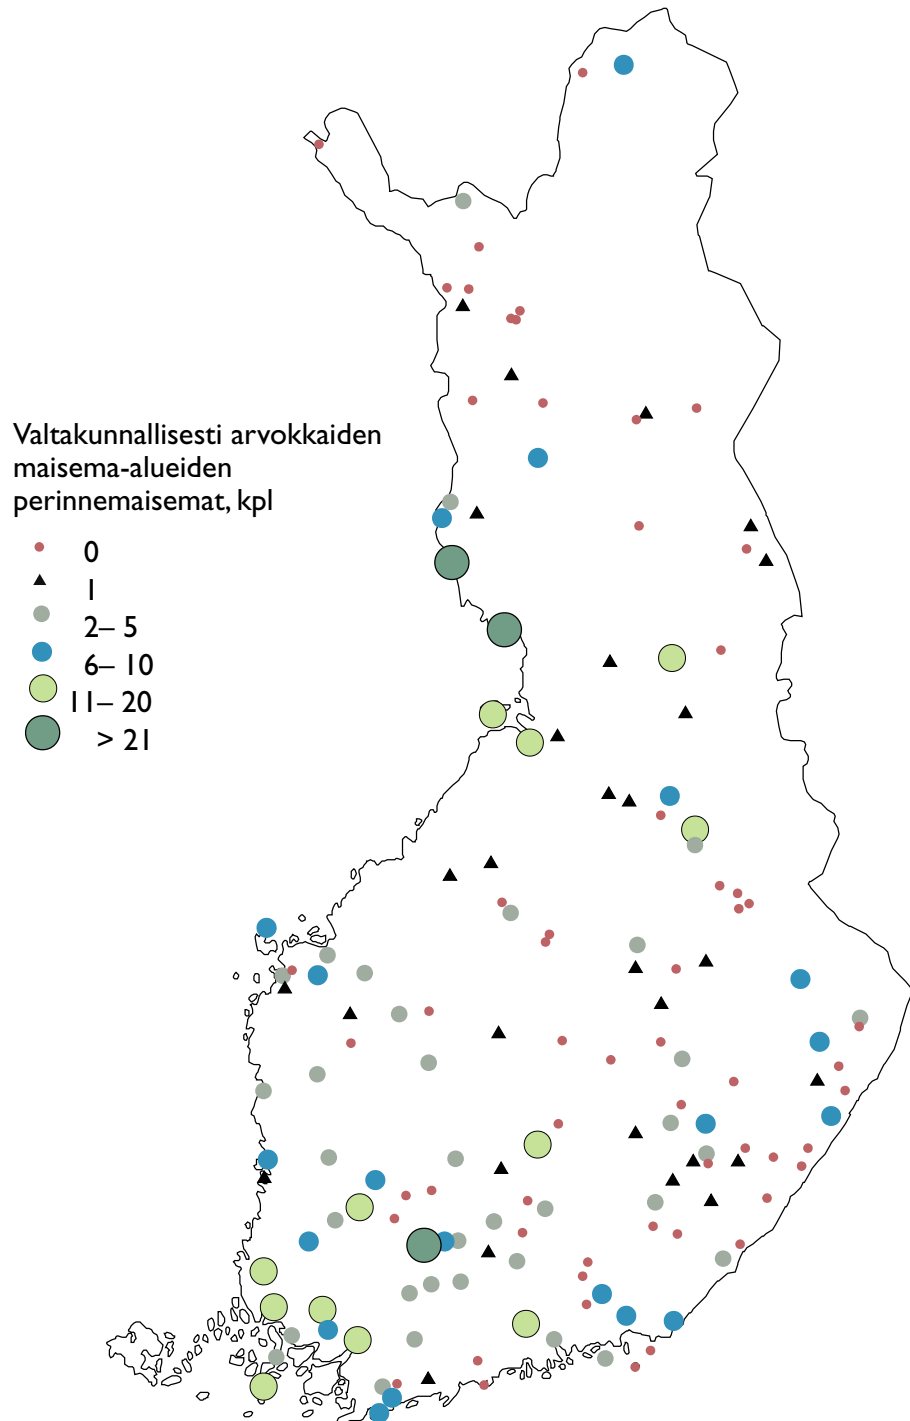 Valtakunnallisesti arvokkaiden
maisema-alueiden
perinnemaisemat, kpl
0
1
2– 5
6– 10
11– 20
> 21